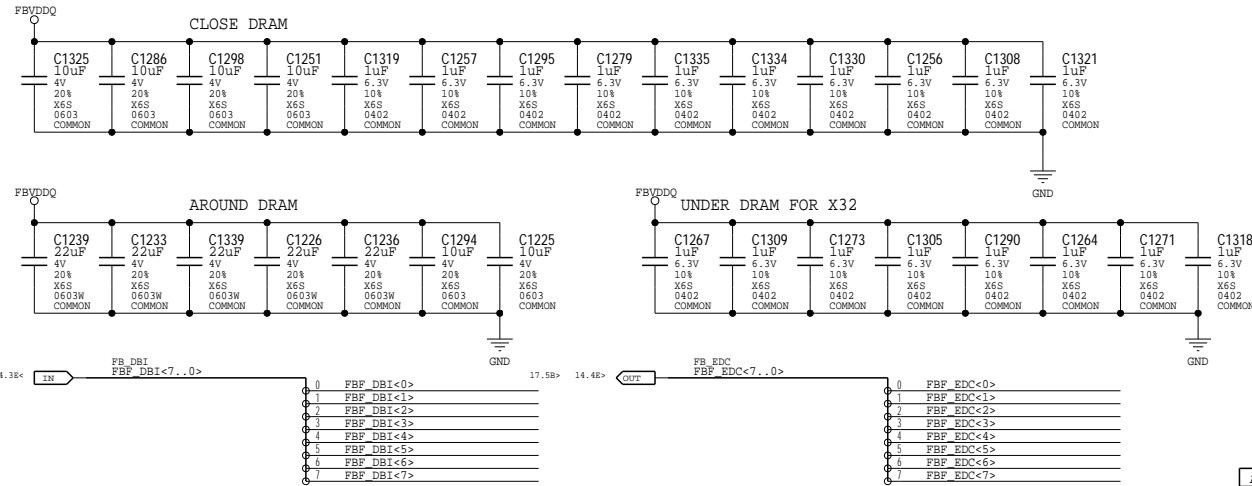 FBVDDQ
CLOSE DRAM
C1325 C1286 C1298 C1251 C1319 C1257 C1295 C1279 C1335 C1334 C1330 C1256 C1308 C1321
10uF 10uF 10uF 10uF 1uF 1uF 1uF 1uF 1uF 1uF 1uF 1uF 1uF 1uF
4V 4V 4V 4V 6.3V 6.3V 6.3V 6.3V 6.3V 6.3V 6.3V 6.3V 6.3V 6.3V
20% 20% 20% 20% 10% 10% 10% 10% 10% 10% 10% 10% 10% 10%
X6S X6S X6S X6S X6S X6S X6S X6S X6S X6S X6S X6S X6S X6S
0603 0603 0603 0603 0402 0402 0402 0402 0402 0402 0402 0402 0402 0402
COMMON COMMON COMMON COMMON COMMON COMMON COMMON COMMON COMMON COMMON COMMON COMMON COMMON COMMON
GND
FBVDDQ
AROUND DRAM
C1239 C1233 C1339 C1226 C1236 C1294 C1225
22uF 22uF 22uF 22uF 22uF 10uF 10uF
4V 4V 4V 4V 4V 4V 4V
20% 20% 20% 20% 20% 20% 20%
X6S X6S X6S X6S X6S X6S X6S
0603W 0603W 0603W 0603W 0603W 0603 0603
COMMON COMMON COMMON COMMON COMMON COMMON COMMON
GND
FBVDDQ
UNDER DRAM FOR X32
C1267 C1309 C1273 C1305 C1290 C1264 C1271 C1318
1uF 1uF 1uF 1uF 1uF 1uF 1uF 1uF
6.3V 6.3V 6.3V 6.3V 6.3V 6.3V 6.3V 6.3V
10% 10% 10% 10% 10% 10% 10% 10%
X6S X6S X6S X6S X6S X6S X6S X6S
0402 0402 0402 0402 0402 0402 0402 0402
COMMON COMMON COMMON COMMON COMMON COMMON COMMON COMMON
GND
4.3E< IN
FB_DBI
FBF_DBI<7..0>
0 FBF_DBI<0>
1 FBF_DBI<1>
2 FBF_DBI<2>
3 FBF_DBI<3>
4 FBF_DBI<4>
5 FBF_DBI<5>
6 FBF_DBI<6>
7 FBF_DBI<7>
17.5B> 14.4E> OUT
FB_EDC
FBF_EDC<7..0>
0 FBF_EDC<0>
1 FBF_EDC<1>
2 FBF_EDC<2>
3 FBF_EDC<3>
4 FBF_EDC<4>
5 FBF_EDC<5>
6 FBF_EDC<6>
7 FBF_EDC<7>